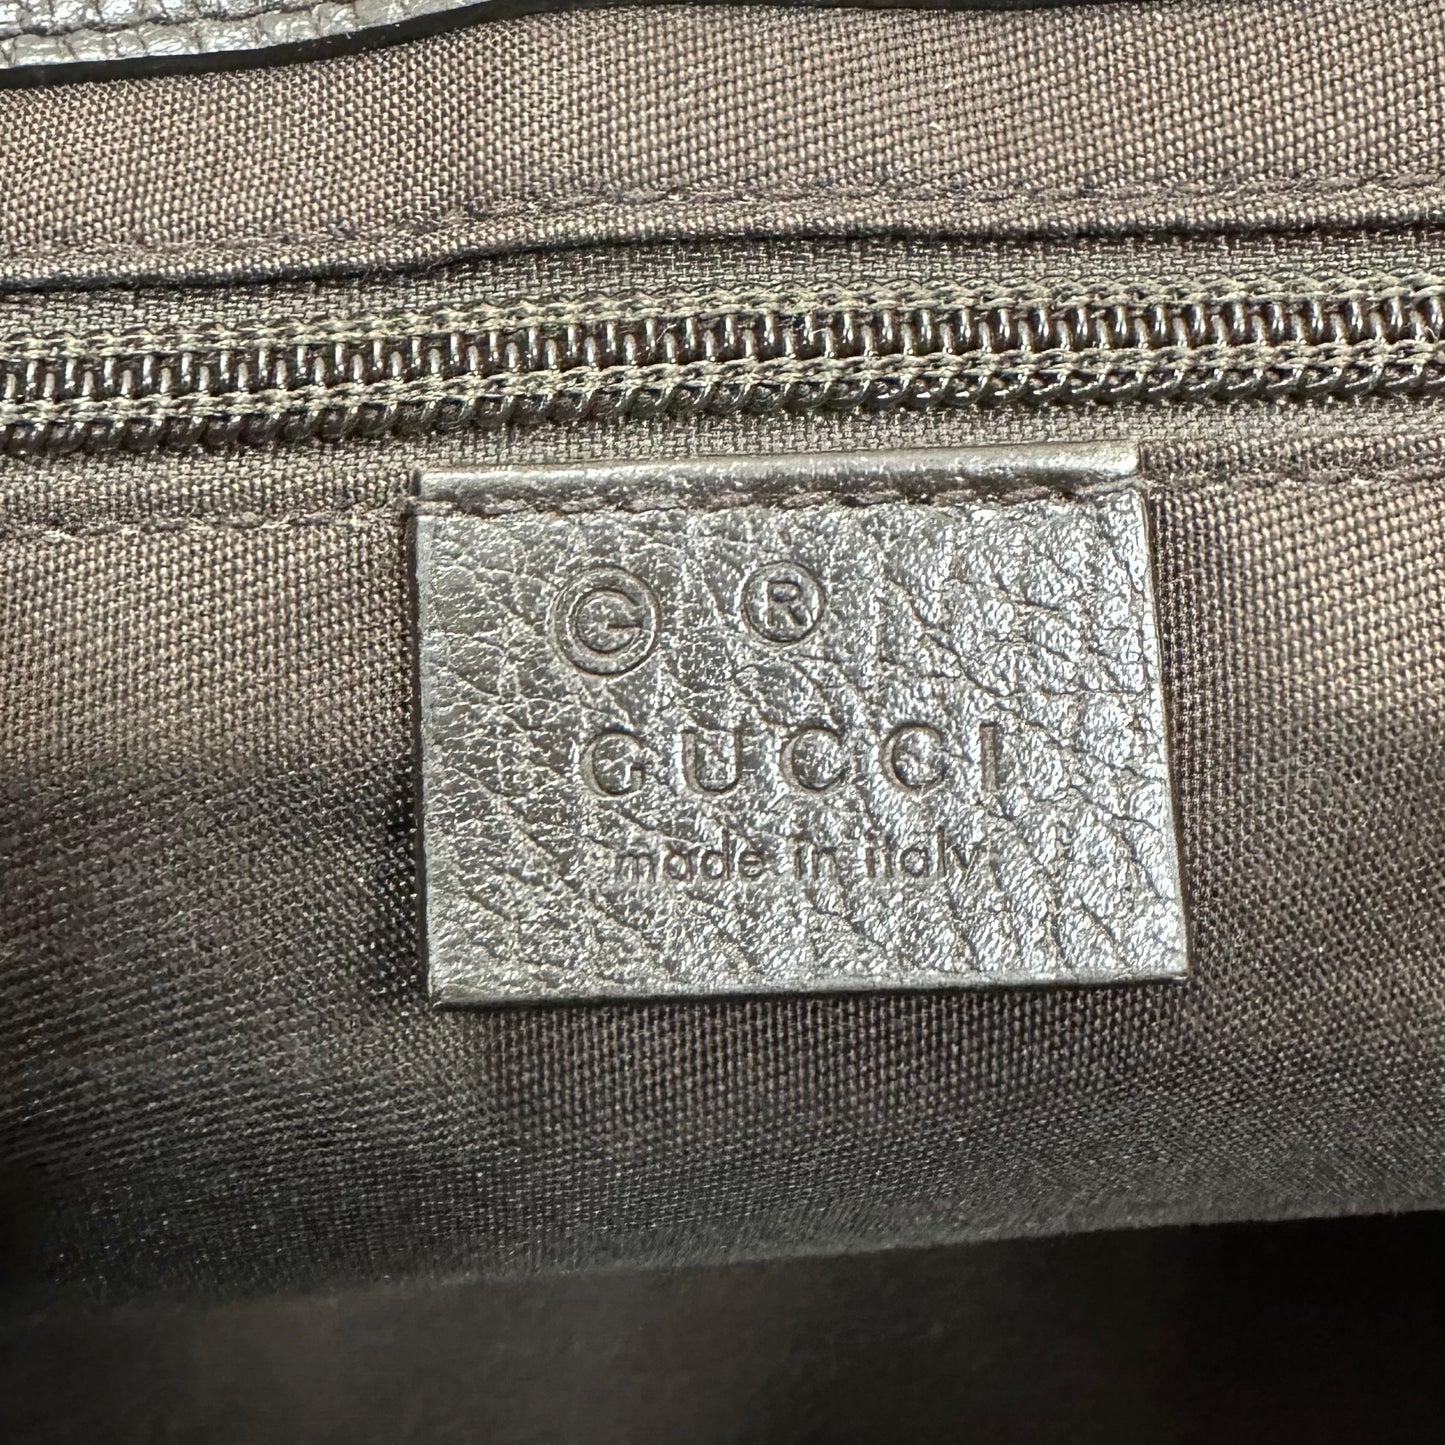 Ⓖ ®
GUCCI
made in italy